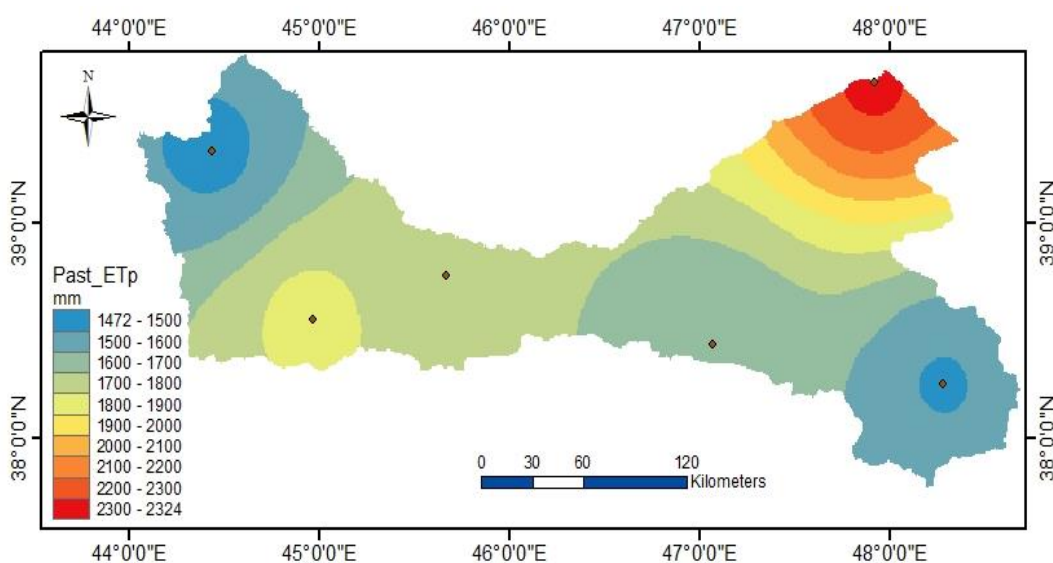 44°0'0"E 45°0'0"E 46°0'0"E 47°0'0"E 48°0'0"E
N
39°0'0"N 39°0'0"N
Past_ETp
mm
1472 - 1500
1500 - 1600
1600 - 1700
1700 - 1800
1800 - 1900
1900 - 2000
2000 - 2100
2100 - 2200
2200 - 2300
2300 - 2324
38°0'0"N 38°0'0"N
0 30 60 120
Kilometers
44°0'0"E 45°0'0"E 46°0'0"E 47°0'0"E 48°0'0"E